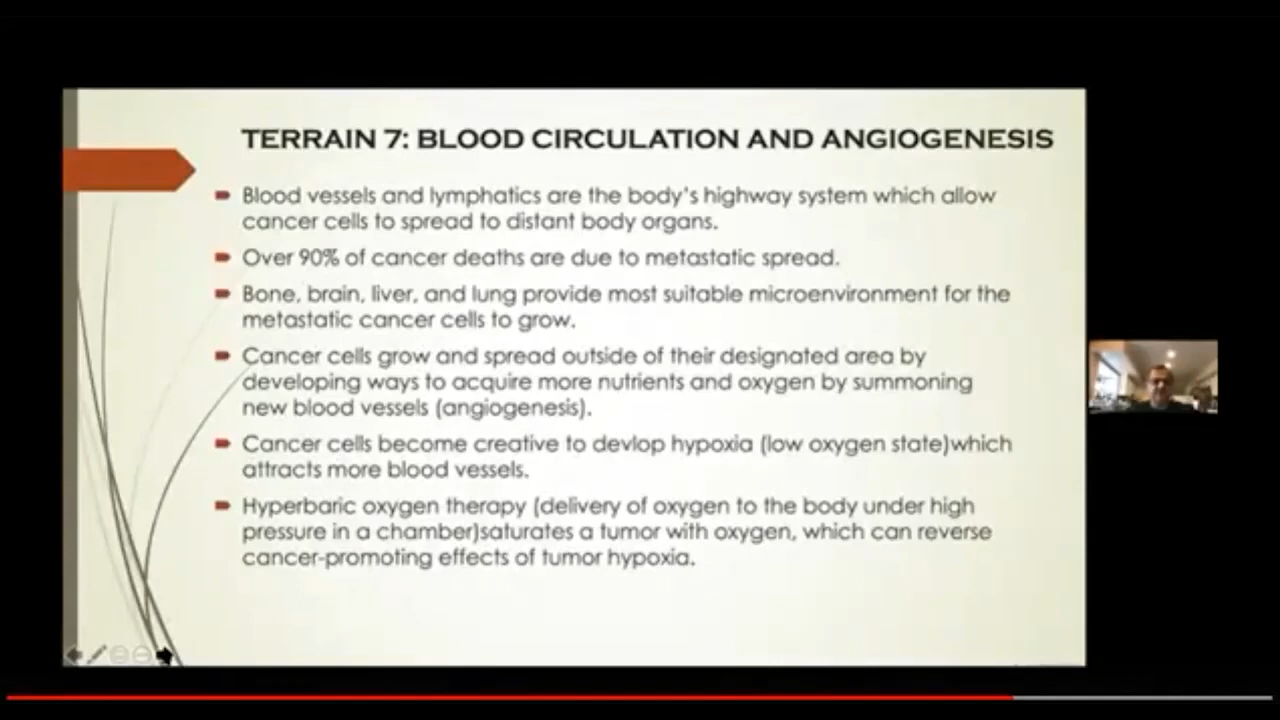 TERRAIN 7: BLOOD CIRCULATION AND ANGIOGENESIS
Blood vessels and lymphatics are the body's highway system which allow
cancer cells to spread to distant body organs.
Over 90% of cancer deaths are due to metastatic spread.
Bone, brain, liver, and lung provide most suitable microenvironment for the
metastatic cancer cells to grow.
Cancer cells grow and spread outside of their designated area by
developing ways to acquire more nutrients and oxygen by summoning
new blood vessels (angiogenesis).
Cancer cells become creative to devlop hypoxia (low oxygen state)which
attracts more blood vessels.
Hyperbaric oxygen therapy (delivery of oxygen to the body under high
pressure in a chamber)saturates a tumor with oxygen, which can reverse
cancer-promoting effects of tumor hypoxia.